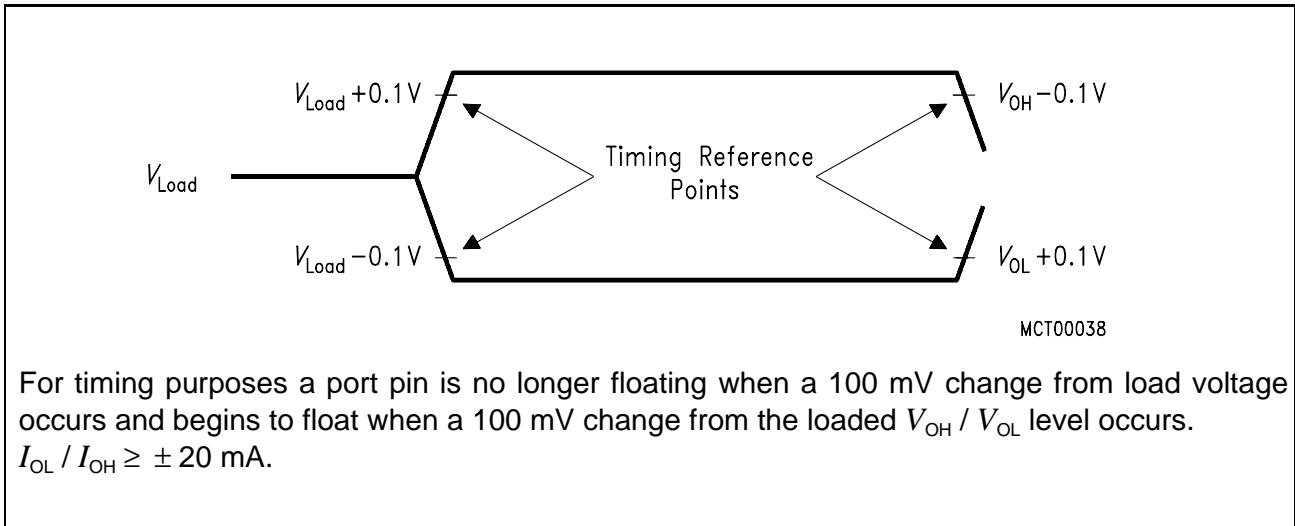 V_Load +0.1V
V_OH −0.1V
Timing Reference
Points
V_Load
V_Load −0.1V
V_OL +0.1V
MCT00038
For timing purposes a port pin is no longer floating when a 100 mV change from load voltage
occurs and begins to float when a 100 mV change from the loaded V_OH / V_OL level occurs.
I_OL / I_OH ≥ ± 20 mA.